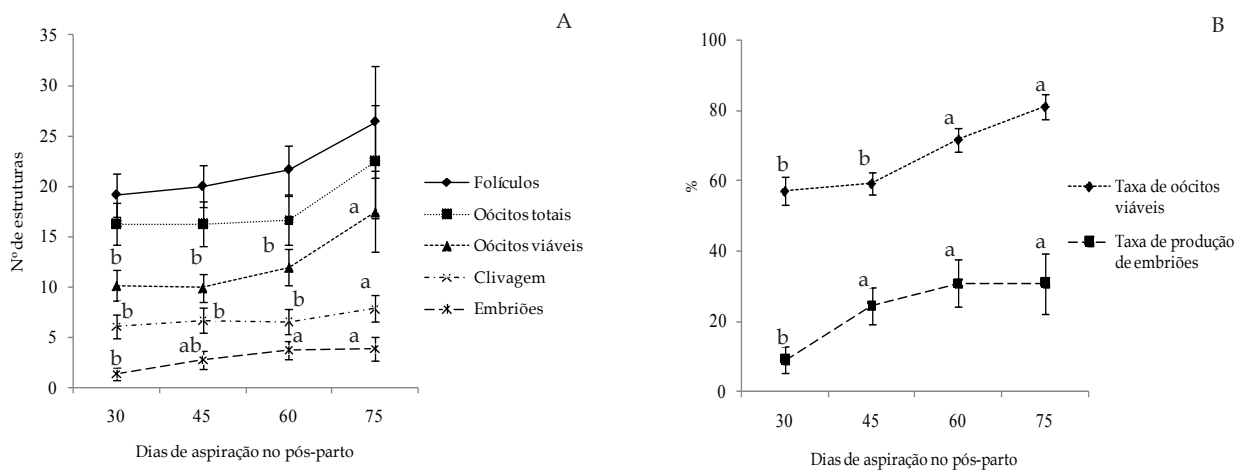 A
Nº de estruturas
35
30
25
20
15
10
5
0
a
b
b
b
a
b
b
b
b
ab
a
a
30
45
60
75
Dias de aspiração no pós-parto
Folículos
Oócitos totais
Oócitos viáveis
Clivagem
Embriões
B
%
100
80
60
40
20
0
b
b
a
a
b
a
a
a
30
45
60
75
Dias de aspiração no pós-parto
Taxa de oócitos
viáveis
Taxa de produção
de embriões